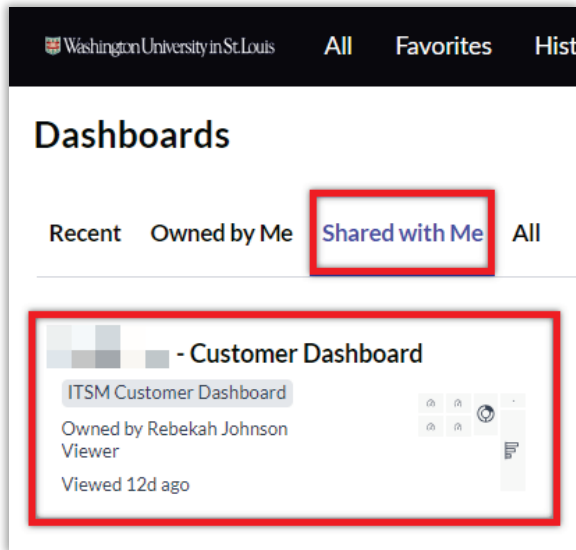 Washington University in St. Louis All Favorites Hist
Dashboards
Recent Owned by Me Shared with Me All
- Customer Dashboard
ITSM Customer Dashboard
Owned by Rebekah Johnson
Viewer
Viewed 12d ago